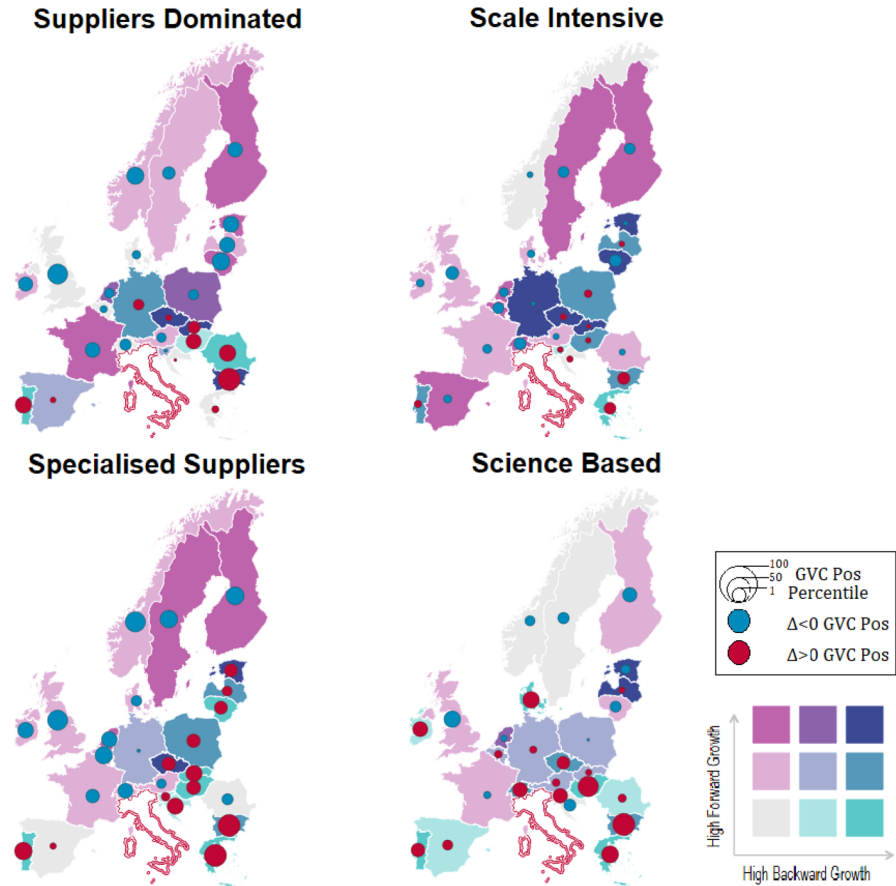 Suppliers Dominated
Scale Intensive
Specialised Suppliers
Science Based
100
50
1
GVC Pos
Percentile
Δ<0 GVC Pos
Δ>0 GVC Pos
High Forward Growth
High Backward Growth